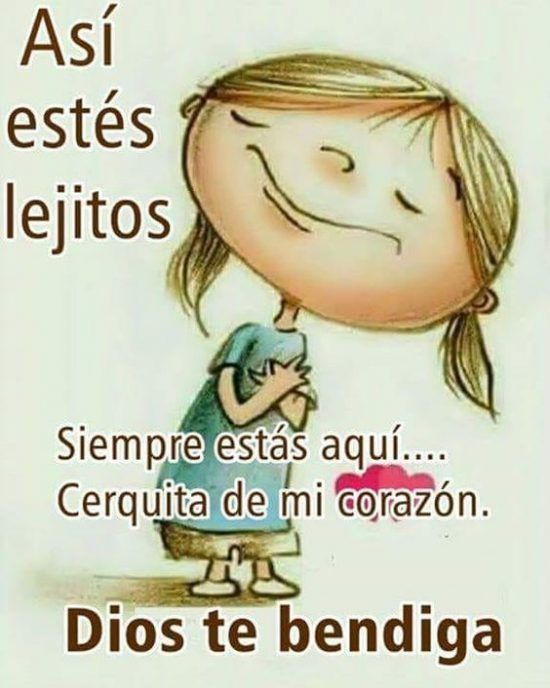 Así
estés
lejitos
Siempre estás aquí....
Cerquita de mi corazón.
Dios te bendiga